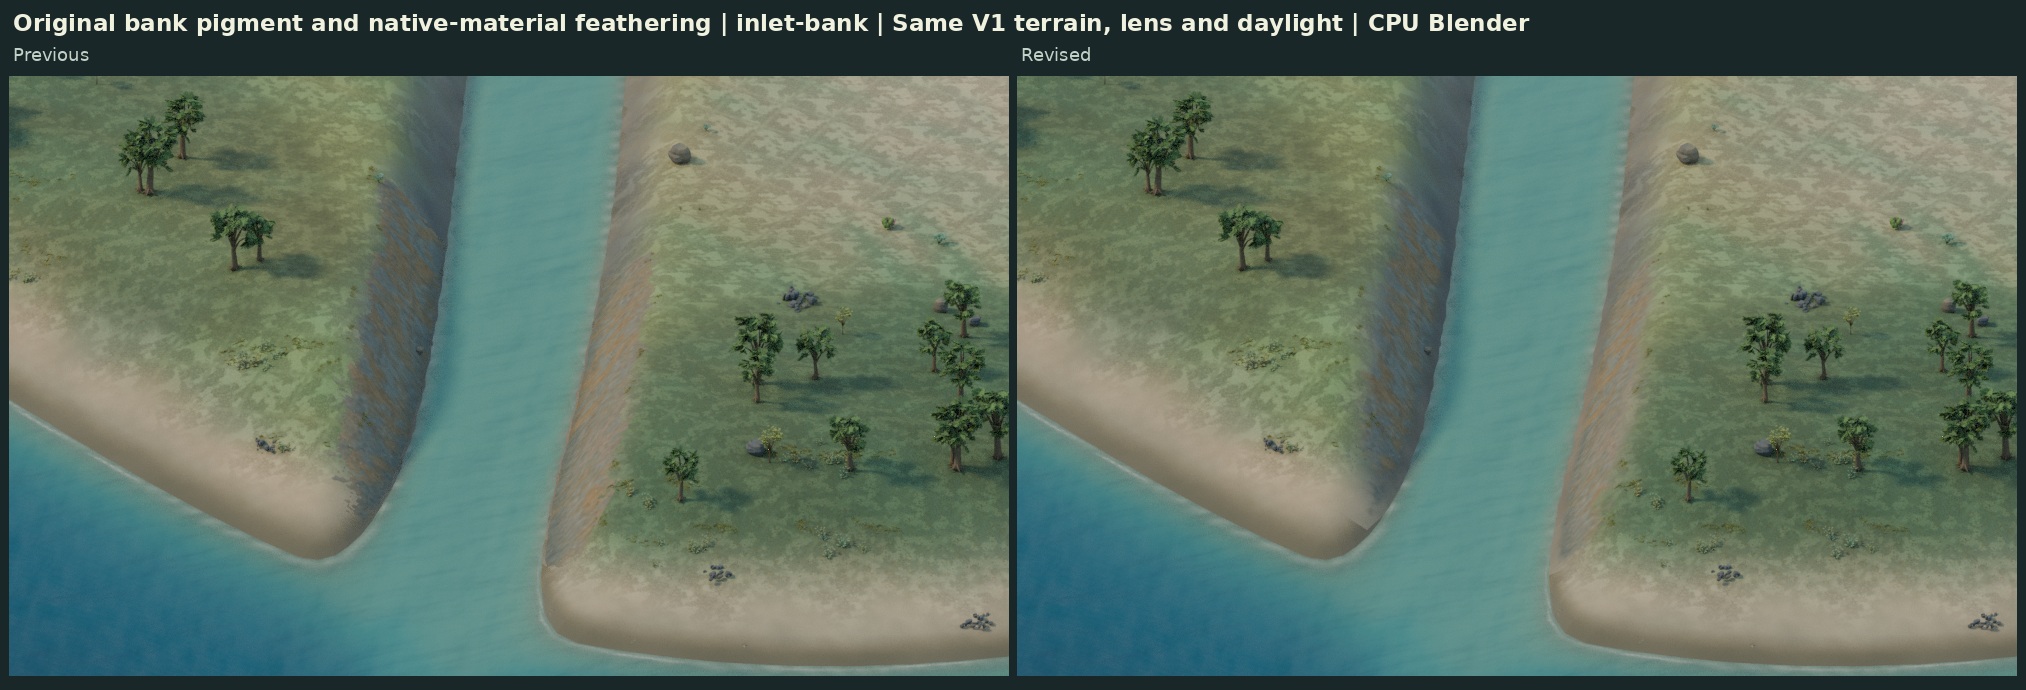 Original bank pigment and native-material feathering | inlet-bank | Same V1 terrain, lens and daylight | CPU Blender
Previous
Revised